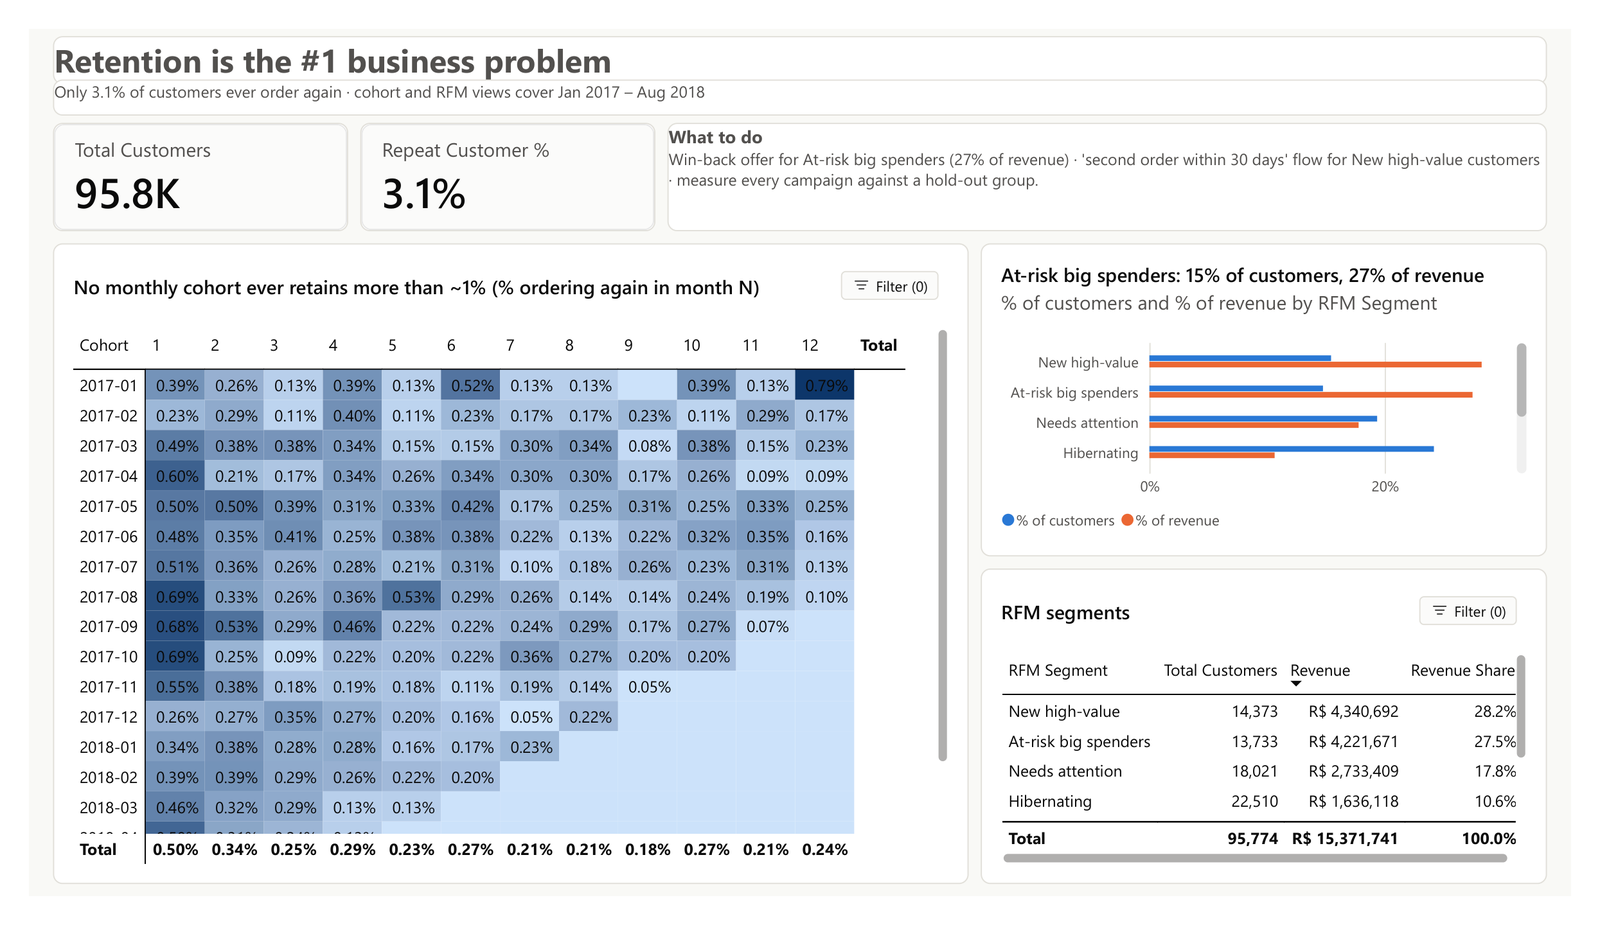 Retention is the #1 business problem
Only 3.1% of customers ever order again · cohort and RFM views cover Jan 2017 – Aug 2018
Total Customers
95.8K
Repeat Customer %
3.1%
What to do
Win-back offer for At-risk big spenders (27% of revenue) · 'second order within 30 days' flow for New high-value customers
· measure every campaign against a hold-out group.
No monthly cohort ever retains more than ~1% (% ordering again in month N)
Filter (0)
Cohort 1 2 3 4 5 6 7 8 9 10 11 12 Total
2017-01 0.39% 0.26% 0.13% 0.39% 0.13% 0.52% 0.13% 0.13% 0.39% 0.13% 0.79%
2017-02 0.23% 0.29% 0.11% 0.40% 0.11% 0.23% 0.17% 0.17% 0.23% 0.11% 0.29% 0.17%
2017-03 0.49% 0.38% 0.38% 0.34% 0.15% 0.15% 0.30% 0.34% 0.08% 0.38% 0.15% 0.23%
2017-04 0.60% 0.21% 0.17% 0.34% 0.26% 0.34% 0.30% 0.30% 0.17% 0.26% 0.09% 0.09%
2017-05 0.50% 0.50% 0.39% 0.31% 0.33% 0.42% 0.17% 0.25% 0.31% 0.25% 0.33% 0.25%
2017-06 0.48% 0.35% 0.41% 0.25% 0.38% 0.38% 0.22% 0.13% 0.22% 0.32% 0.35% 0.16%
2017-07 0.51% 0.36% 0.26% 0.28% 0.21% 0.31% 0.10% 0.18% 0.26% 0.23% 0.31% 0.13%
2017-08 0.69% 0.33% 0.26% 0.36% 0.53% 0.29% 0.26% 0.14% 0.14% 0.24% 0.19% 0.10%
2017-09 0.68% 0.53% 0.29% 0.46% 0.22% 0.22% 0.24% 0.29% 0.17% 0.27% 0.07%
2017-10 0.69% 0.25% 0.09% 0.22% 0.20% 0.22% 0.36% 0.27% 0.20% 0.20%
2017-11 0.55% 0.38% 0.18% 0.19% 0.18% 0.11% 0.19% 0.14% 0.05%
2017-12 0.26% 0.27% 0.35% 0.27% 0.20% 0.16% 0.05% 0.22%
2018-01 0.34% 0.38% 0.28% 0.28% 0.16% 0.17% 0.23%
2018-02 0.39% 0.39% 0.29% 0.26% 0.22% 0.20%
2018-03 0.46% 0.32% 0.29% 0.13% 0.13%
Total 0.50% 0.34% 0.25% 0.29% 0.23% 0.27% 0.21% 0.21% 0.18% 0.27% 0.21% 0.24%
At-risk big spenders: 15% of customers, 27% of revenue
% of customers and % of revenue by RFM Segment
New high-value
At-risk big spenders
Needs attention
Hibernating
0% 20%
% of customers % of revenue
RFM segments
Filter (0)
RFM Segment Total Customers Revenue Revenue Share
New high-value 14,373 R$ 4,340,692 28.2%
At-risk big spenders 13,733 R$ 4,221,671 27.5%
Needs attention 18,021 R$ 2,733,409 17.8%
Hibernating 22,510 R$ 1,636,118 10.6%
Total 95,774 R$ 15,371,741 100.0%